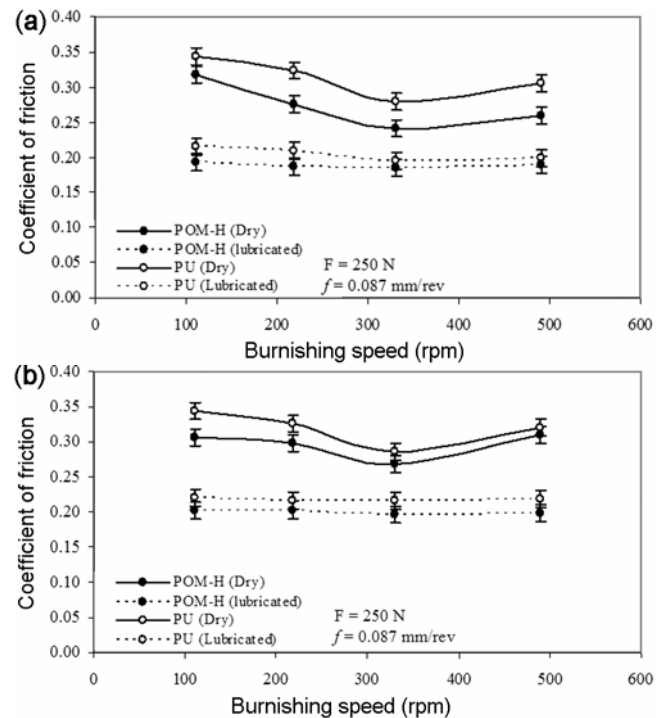 (a)
0.40
0.35
0.30
0.25
0.20
0.15
0.10
0.05
0.00
Coefficient of friction
POM-H (Dry)
POM-H (lubricated)
PU (Dry)
PU (Lubricated)
F = 250 N
f = 0.087 mm/rev
0 100 200 300 400 500 600
Burnishing speed (rpm)
(b)
0.40
0.35
0.30
0.25
0.20
0.15
0.10
0.05
0.00
Coefficient of friction
POM-H (Dry)
POM-H (lubricated)
PU (Dry)
PU (Lubricated)
F = 250 N
f = 0.087 mm/rev
0 100 200 300 400 500 600
Burnishing speed (rpm)